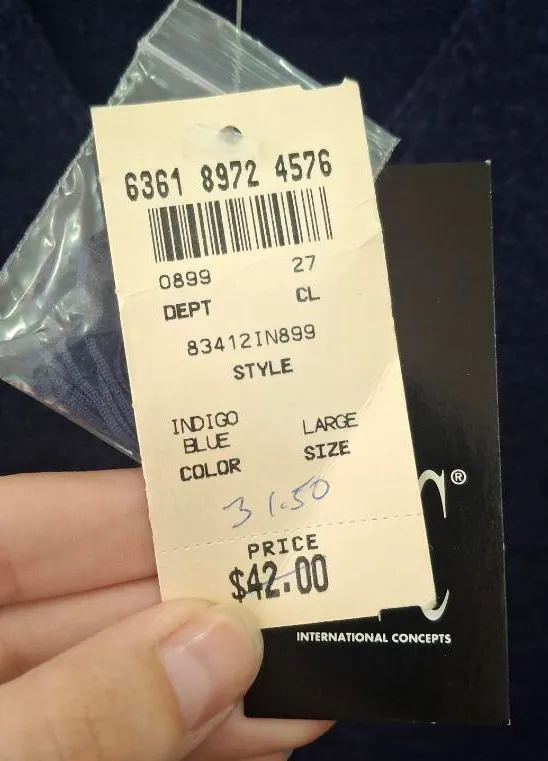 6361 8972 4576
0899 27
DEPT CL
83412IN899
STYLE
INDIGO LARGE
BLUE SIZE
COLOR
31.50
PRICE
$42.00
®
INTERNATIONAL CONCEPTS